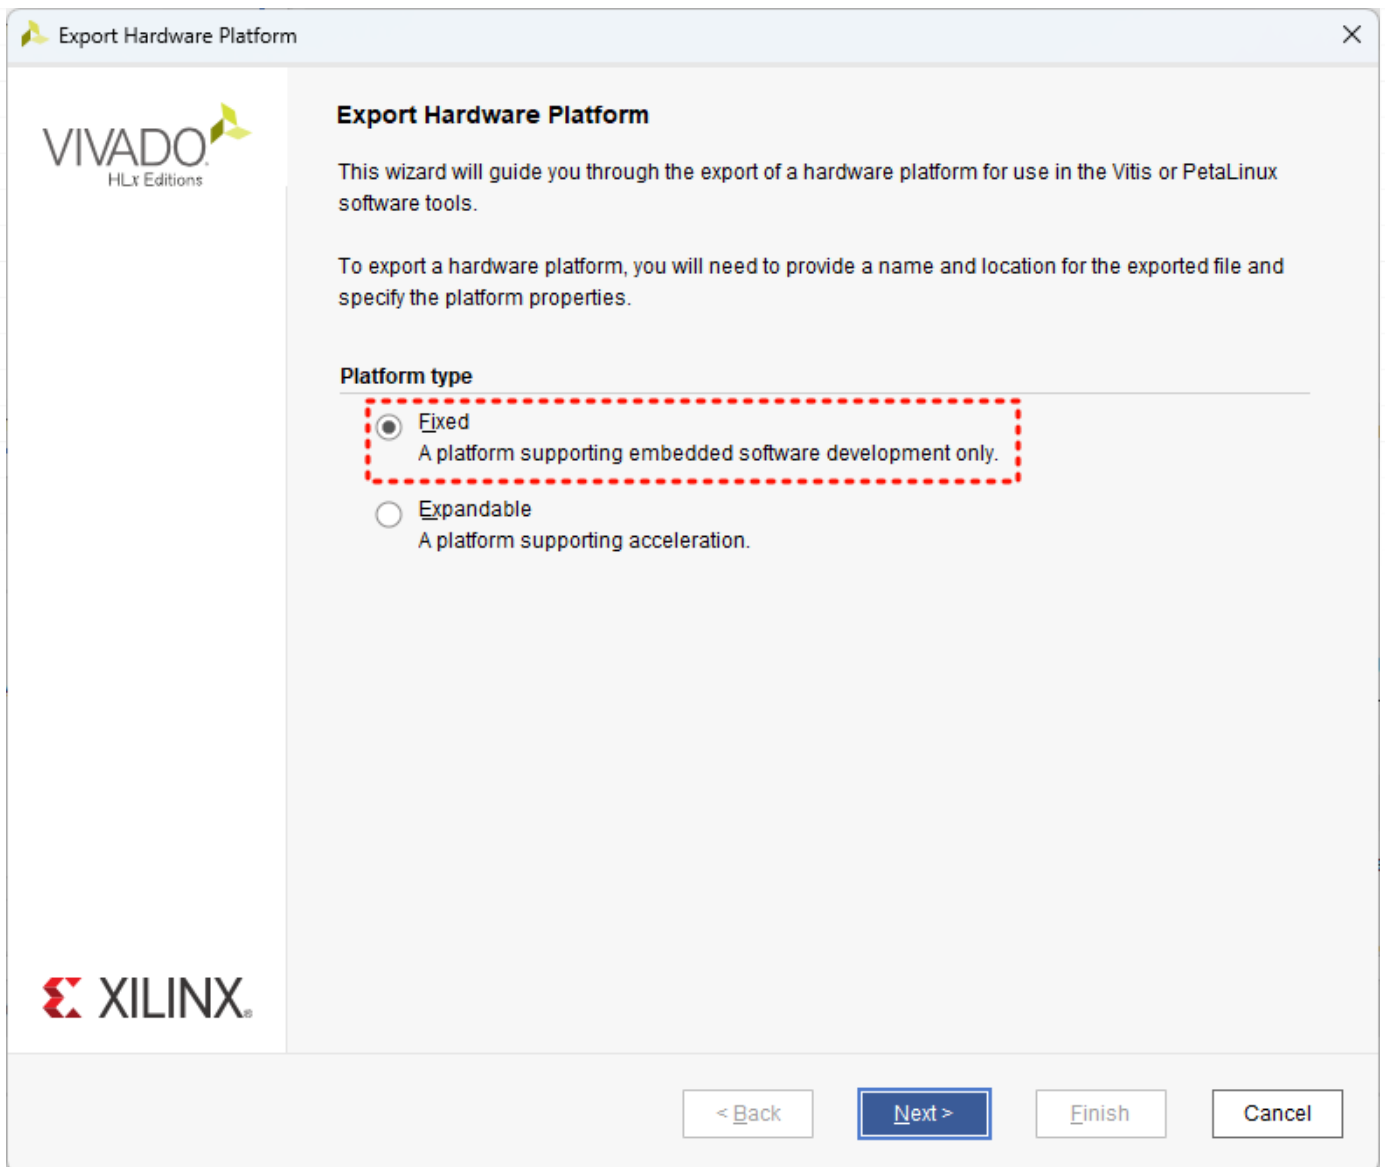 Export Hardware Platform
VIVADO.
HLx Editions
Export Hardware Platform
This wizard will guide you through the export of a hardware platform for use in the Vitis or PetaLinux
software tools.
To export a hardware platform, you will need to provide a name and location for the exported file and
specify the platform properties.
Platform type
Fixed
A platform supporting embedded software development only.
Expandable
A platform supporting acceleration.
XILINX®
< Back
Next >
Finish
Cancel